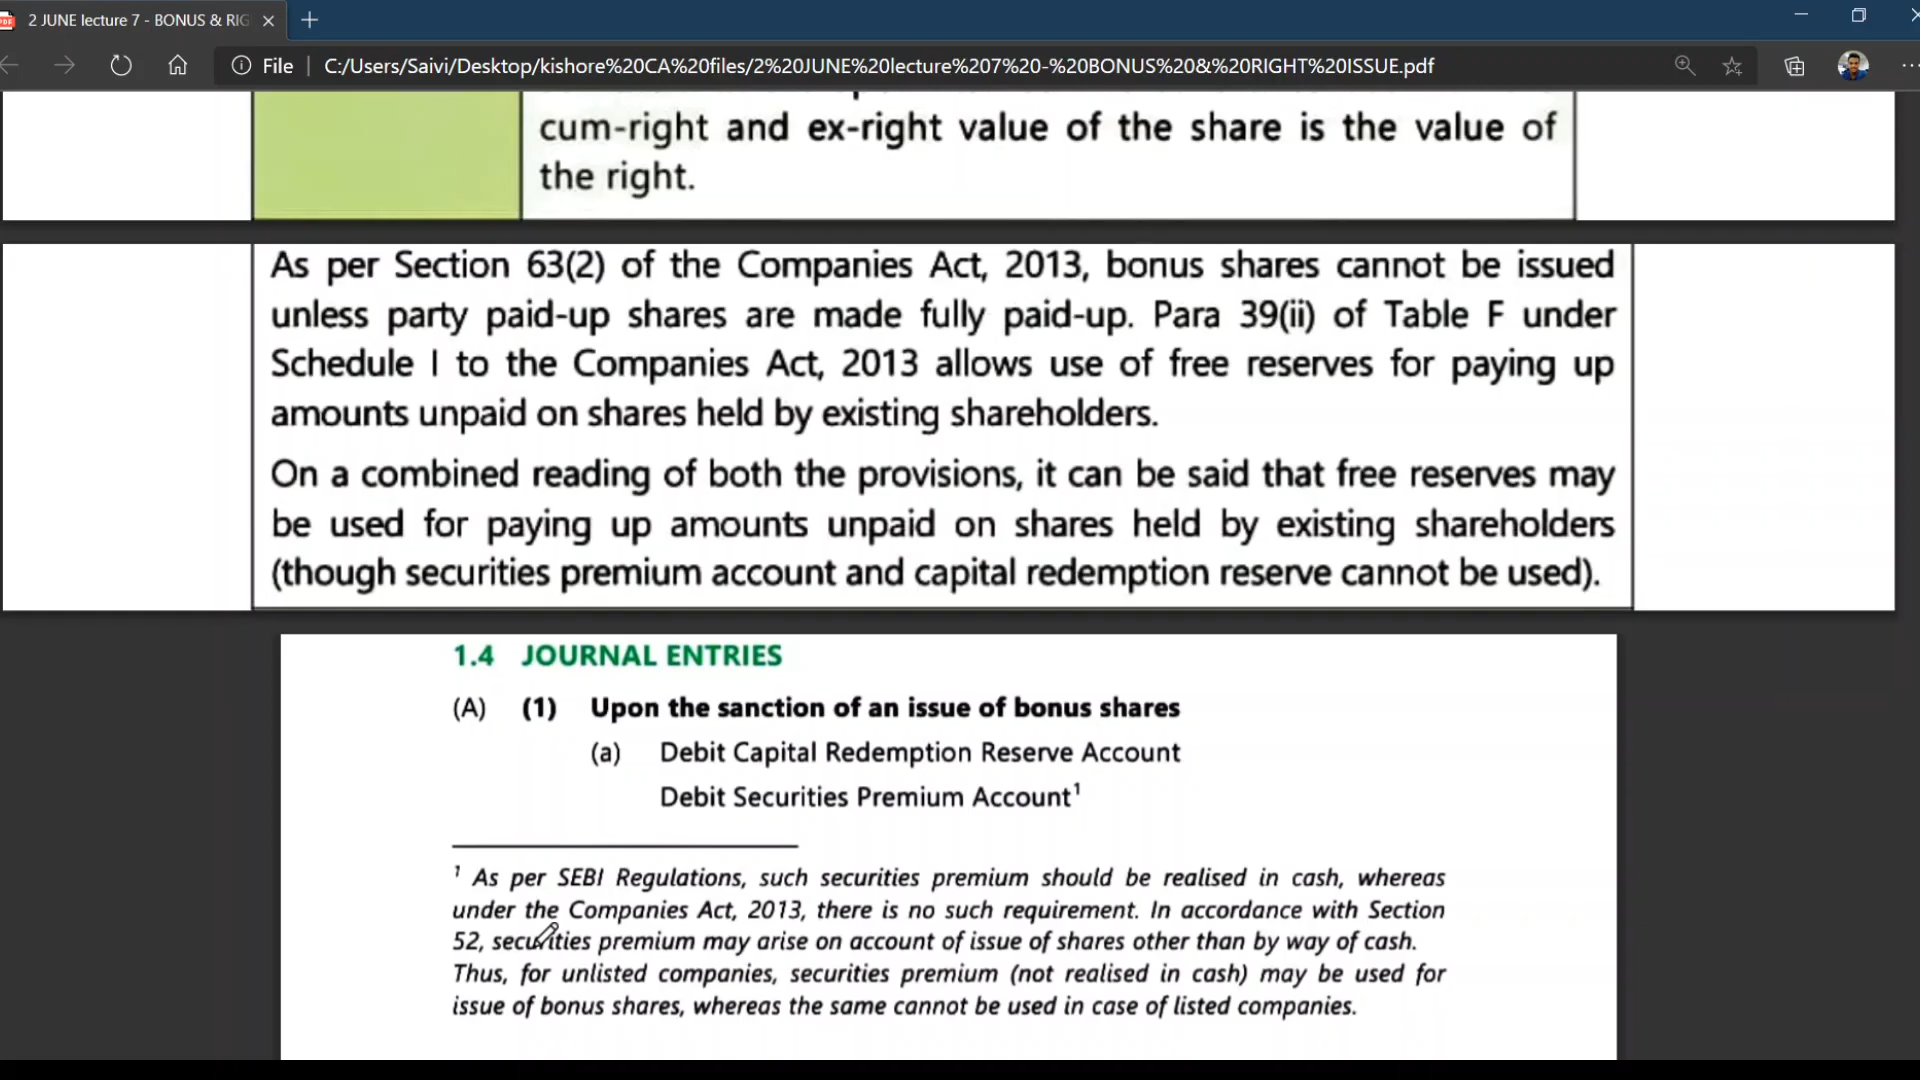 2 JUNE lecture 7 - BONUS & RIG
File
C:/Users/Saivi/Desktop/kishore%20CA%20files/2%20JUNE%20lecture%207%20-%20BONUS%20&%20RIGHT%20ISSUE.pdf
cum-right and ex-right value of the share is the value of
the right.
As per Section 63(2) of the Companies Act, 2013, bonus shares cannot be issued
unless party paid-up shares are made fully paid-up. Para 39(ii) of Table F under
Schedule I to the Companies Act, 2013 allows use of free reserves for paying up
amounts unpaid on shares held by existing shareholders.
On a combined reading of both the provisions, it can be said that free reserves may
be used for paying up amounts unpaid on shares held by existing shareholders
(though securities premium account and capital redemption reserve cannot be used).
1.4 JOURNAL ENTRIES
(A) (1) Upon the sanction of an issue of bonus shares
(a) Debit Capital Redemption Reserve Account
Debit Securities Premium Account¹
¹ As per SEBI Regulations, such securities premium should be realised in cash, whereas
under the Companies Act, 2013, there is no such requirement. In accordance with Section
52, securities premium may arise on account of issue of shares other than by way of cash.
Thus, for unlisted companies, securities premium (not realised in cash) may be used for
issue of bonus shares, whereas the same cannot be used in case of listed companies.